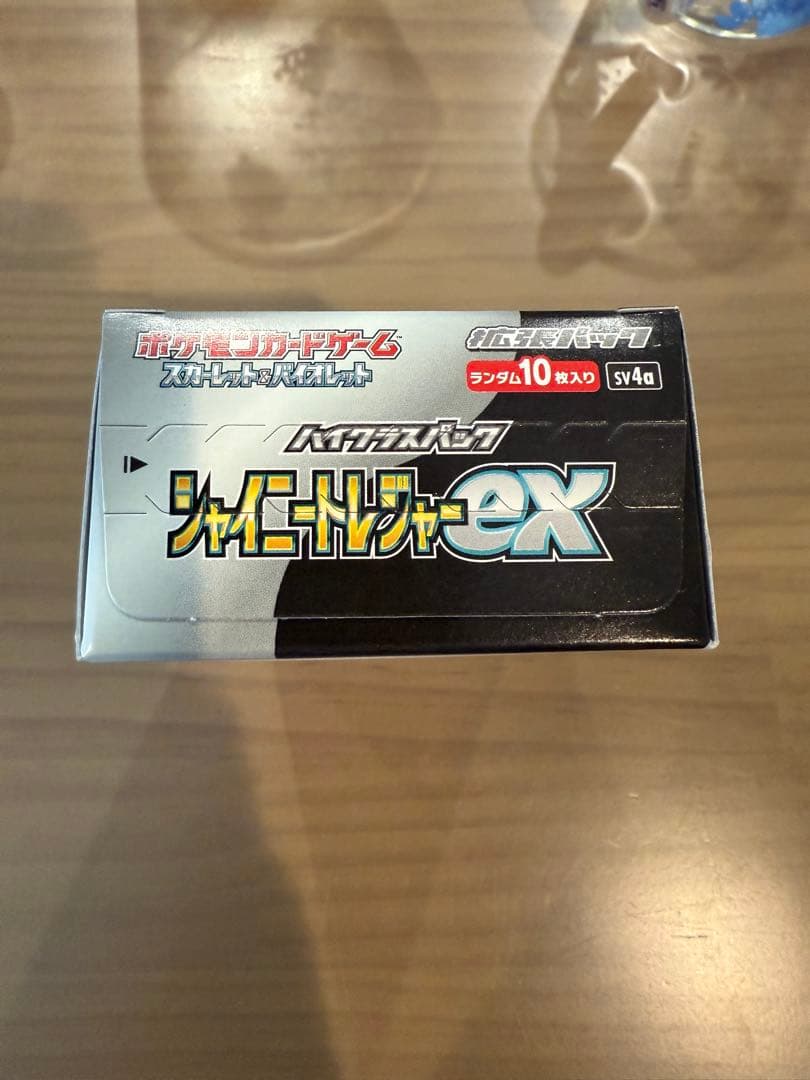 ポケモンカードゲーム™
スカーレット&バイオレット
拡張パック
ランダム10枚入り
sv4a
ハイクラスパック
シャイニートレジャーex